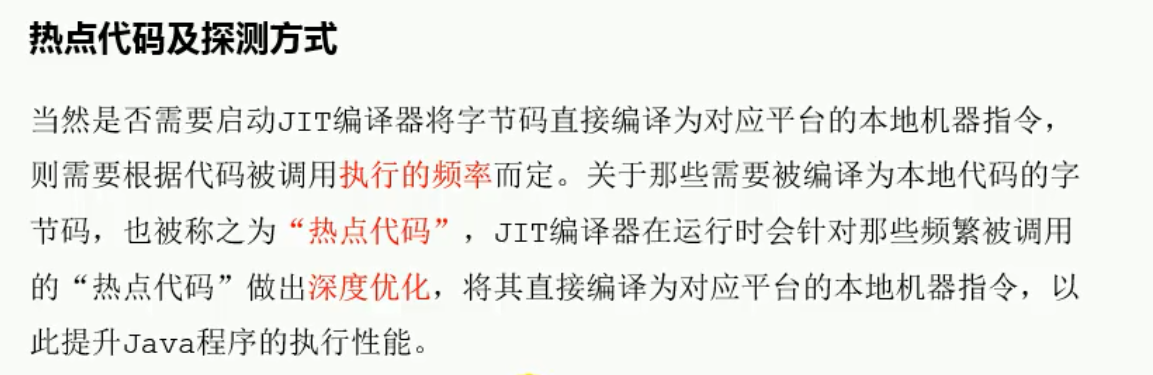 热点代码及探测方式
当然是否需要启动JIT编译器将字节码直接编译为对应平台的本地机器指令，
则需要根据代码被调用执行的频率而定。关于那些需要被编译为本地代码的字
节码，也被称之为“热点代码”，JIT编译器在运行时会针对那些频繁被调用
的“热点代码”做出深度优化，将其直接编译为对应平台的本地机器指令，以
此提升Java程序的执行性能。